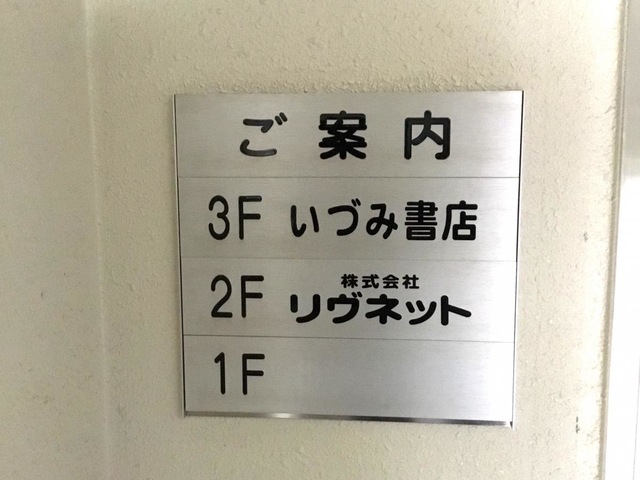 ご案内
3F いづみ書店
2F 株式会社
リヴネット
1F